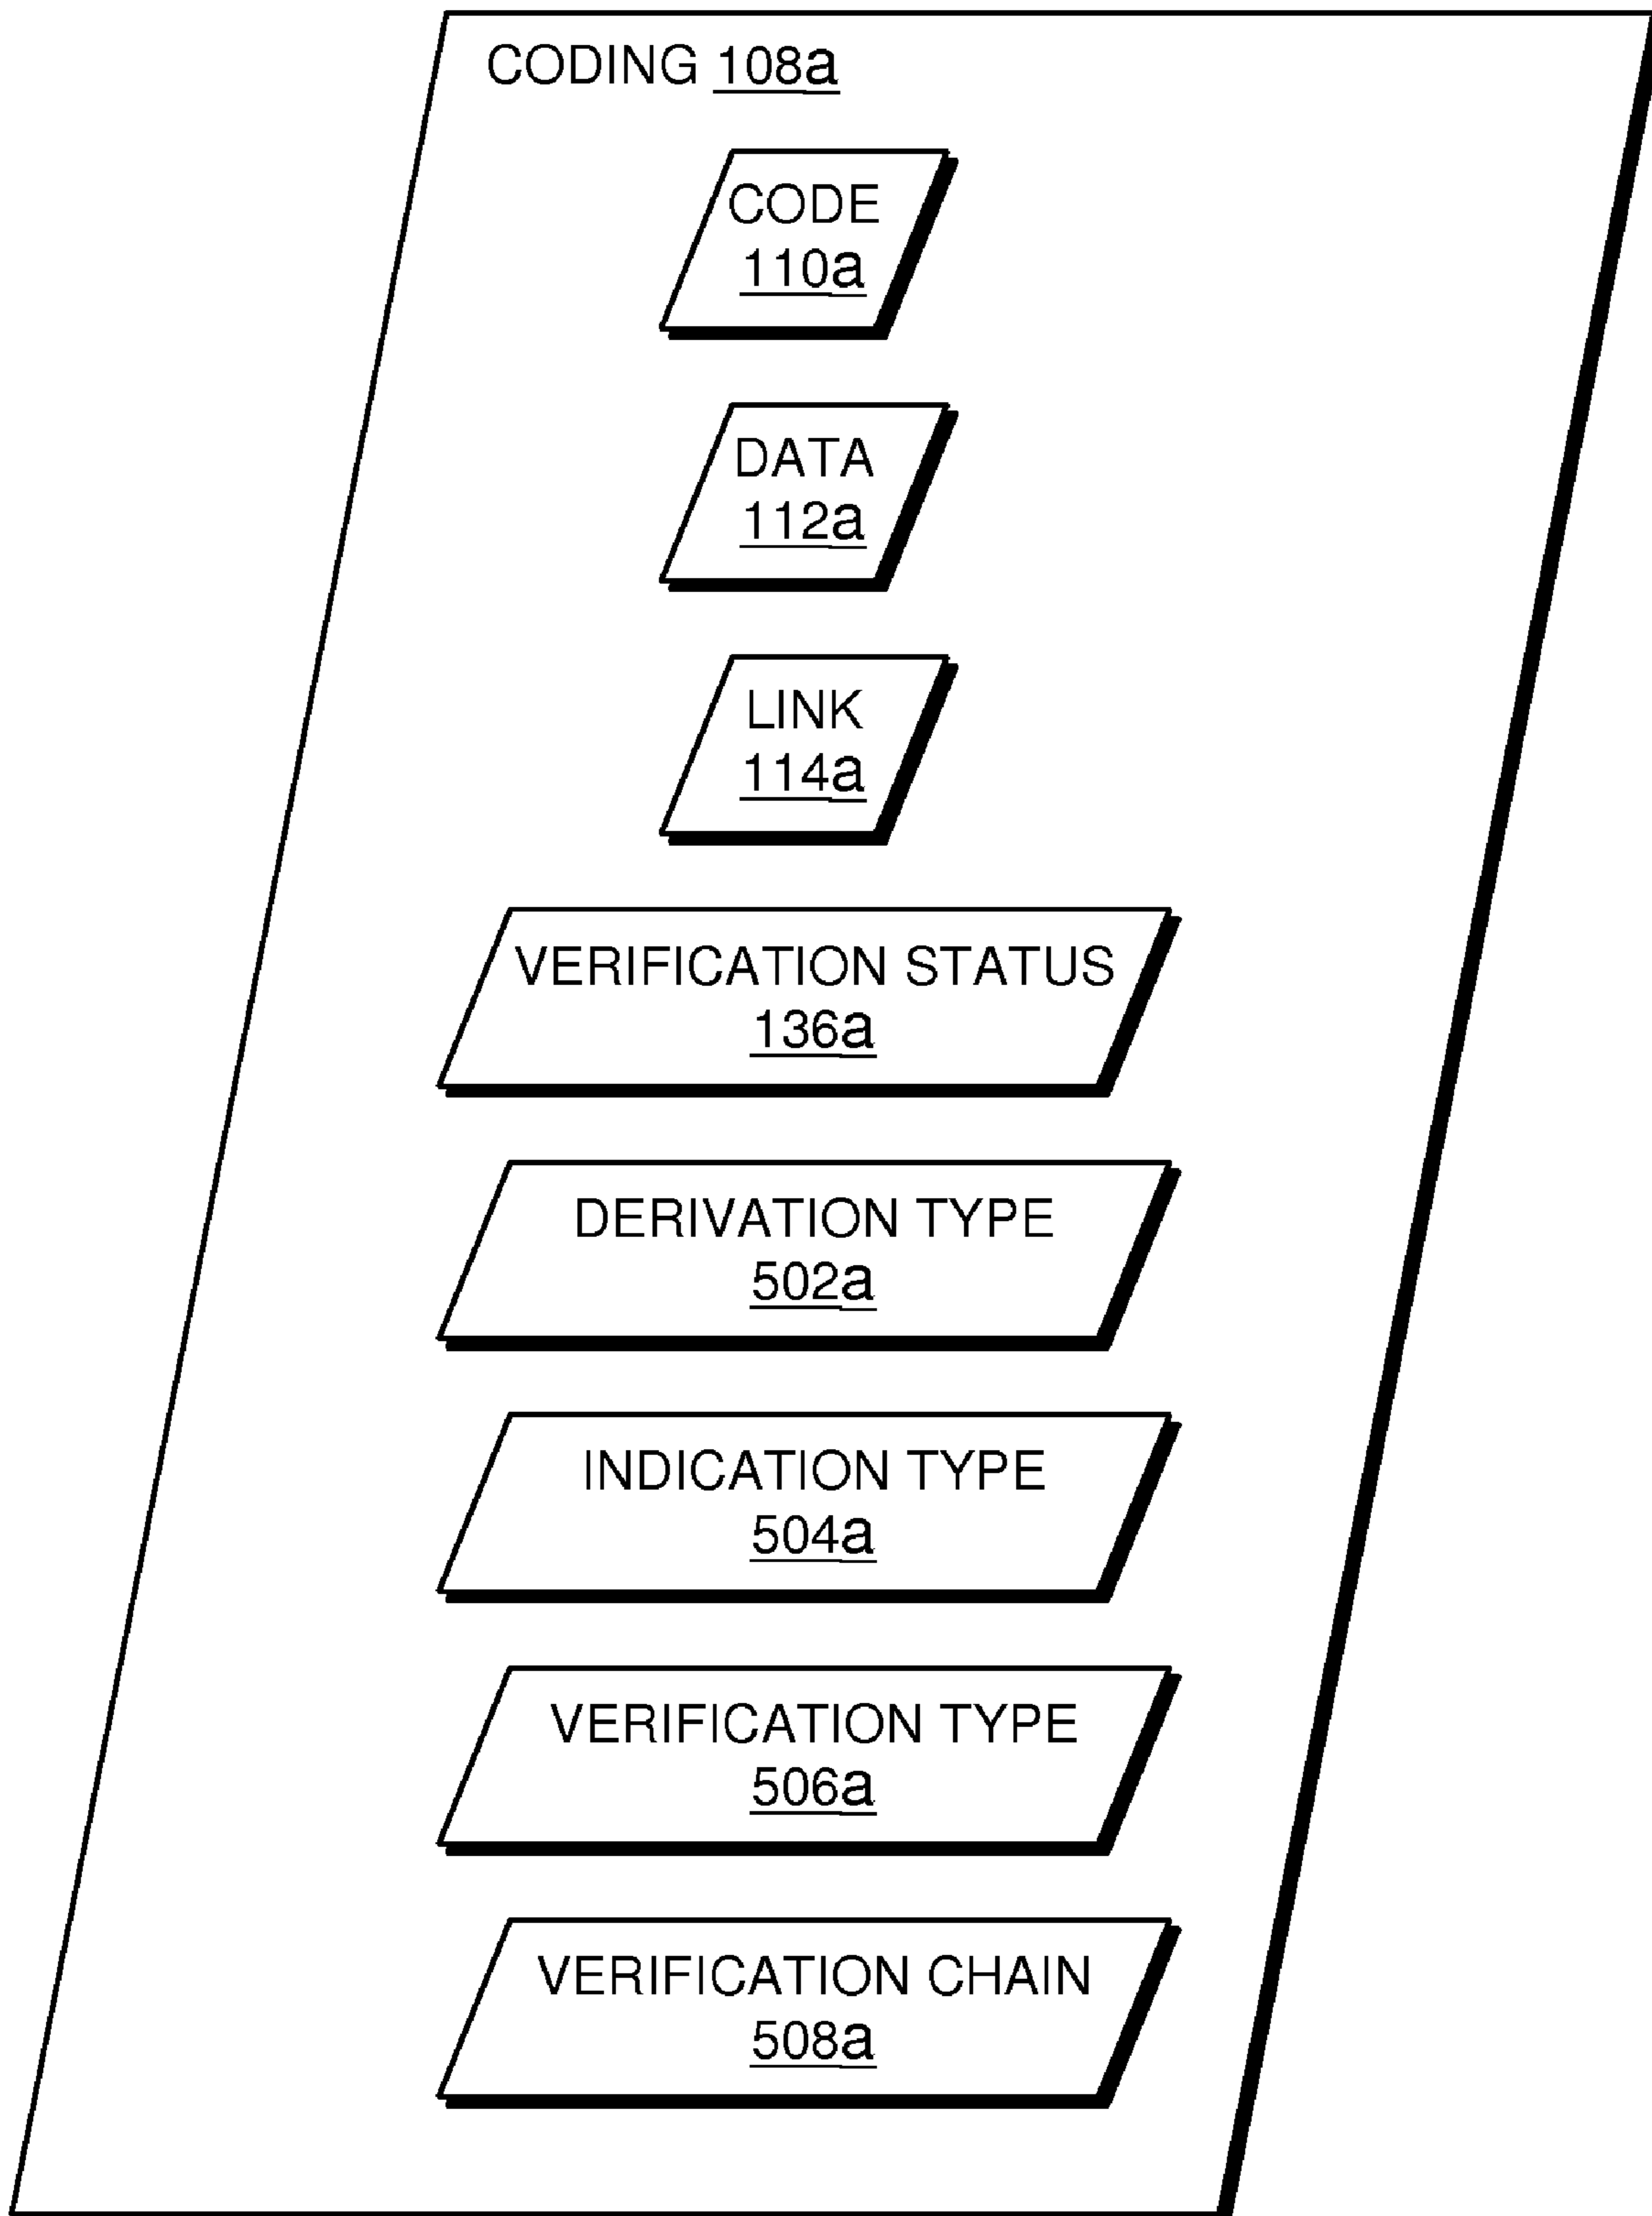 CODING 108a
CODE
110a
DATA
112a
LINK
114a
VERIFICATION STATUS
136a
DERIVATION TYPE
502a
INDICATION TYPE
504a
VERIFICATION TYPE
506a
VERIFICATION CHAIN
508a